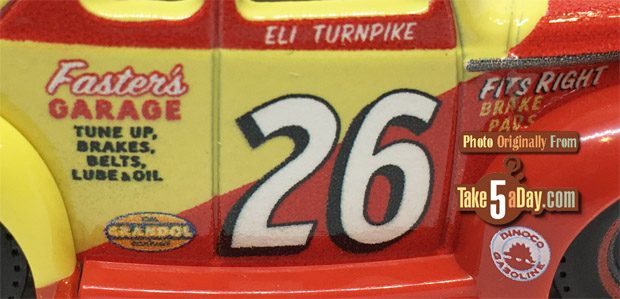 ELI TURNPIKE
Faster's
GARAGE
TUNE UP,
BRAKES,
BELTS,
LUBE & OIL
26
FITS RIGHT
BRAKE
PADS
Photo Originally From
Take5aDay.com
GRANDOL
DINOCO
GASOLINE